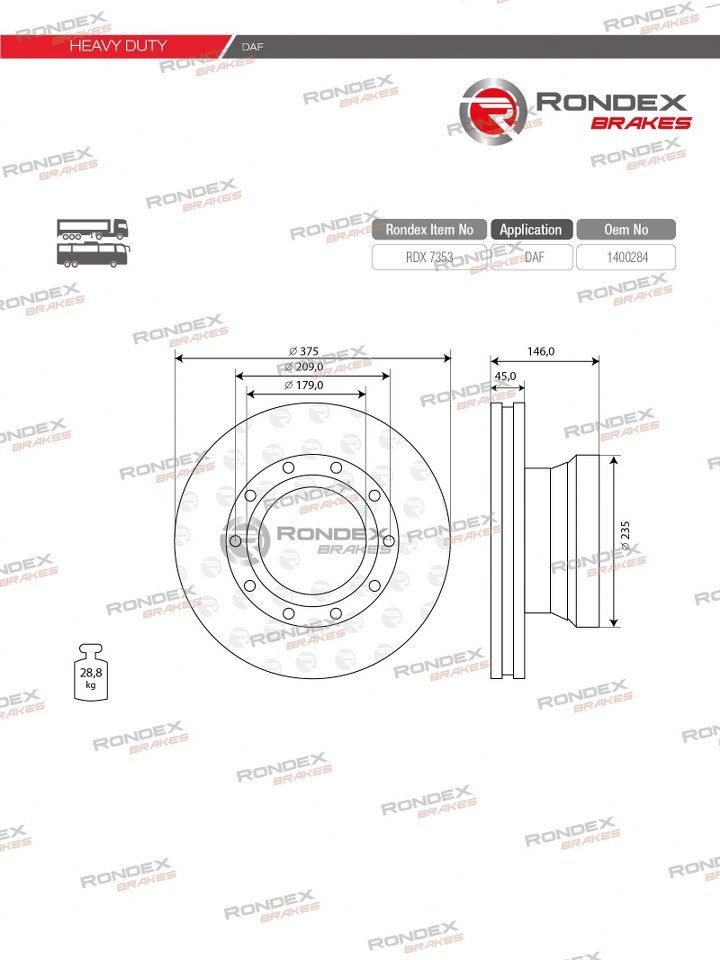 HEAVY DUTY
DAF
RONDEX
BRAKES
Rondex Item No Application Oem No
RDX 7353 DAF 1400284
Ø 375
Ø 209,0
Ø 179,0
146,0
45,0
Ø 235
RONDEX
BRAKES
28,8
kg